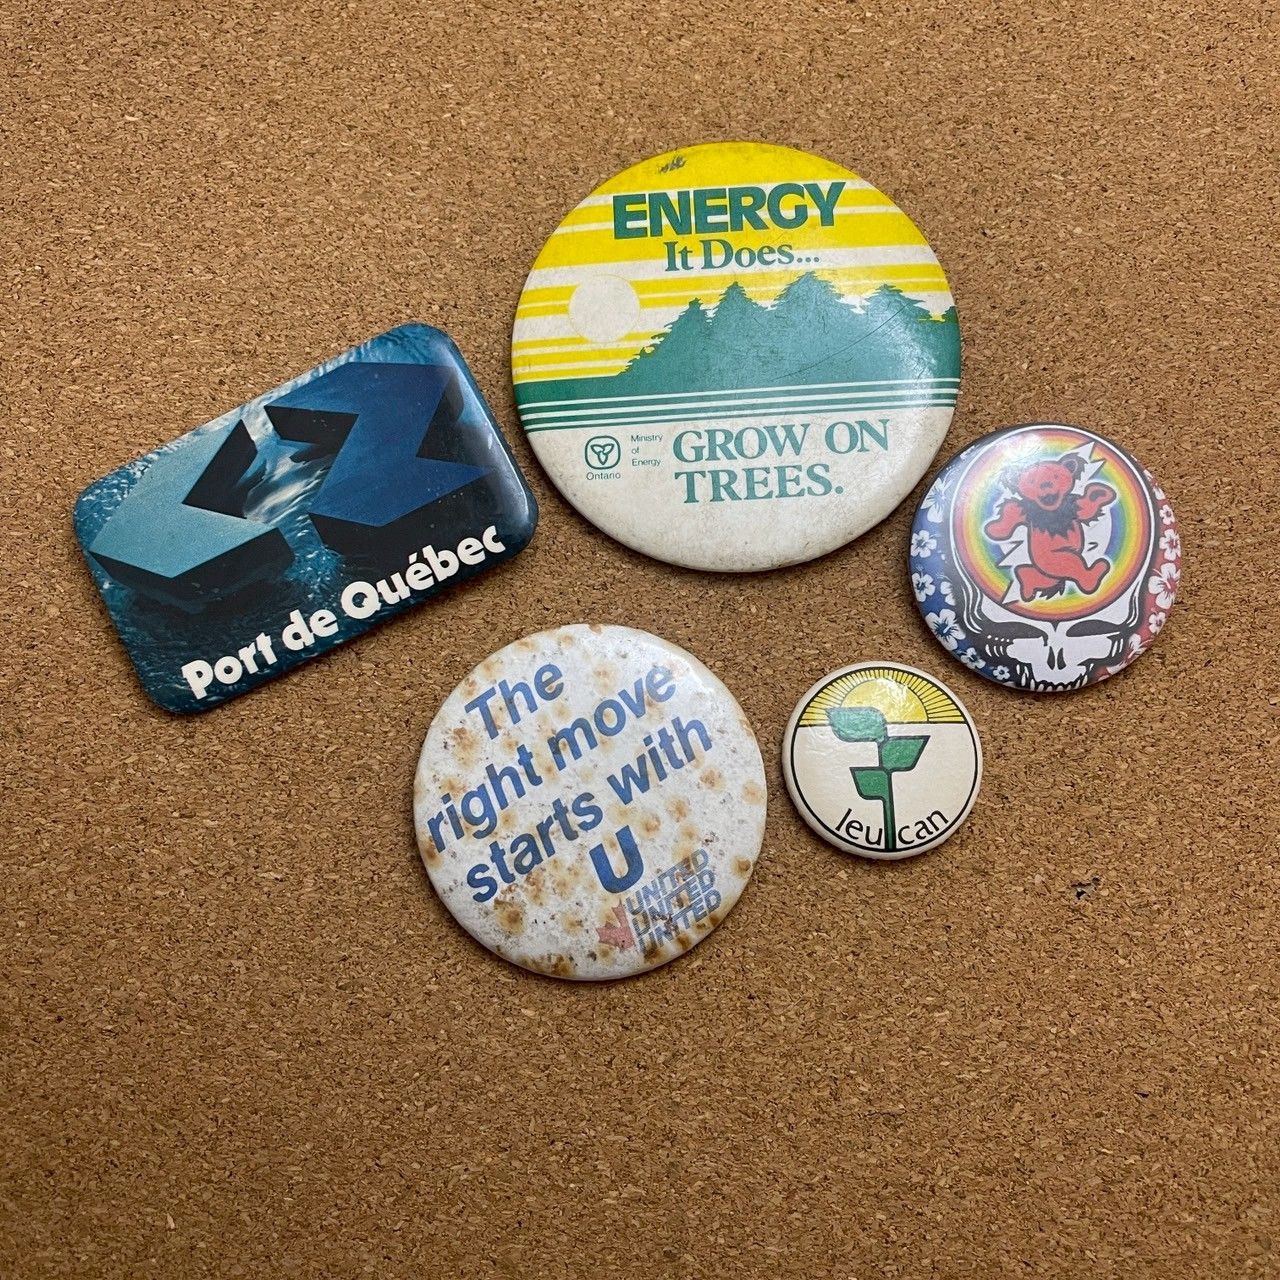 ENERGY
It Does...
GROW ON
TREES.
Ontario
Ministry
of
Energy
Port de Québec
The
right move
starts with
U
UNITED
UNITED
UNITED
leucan